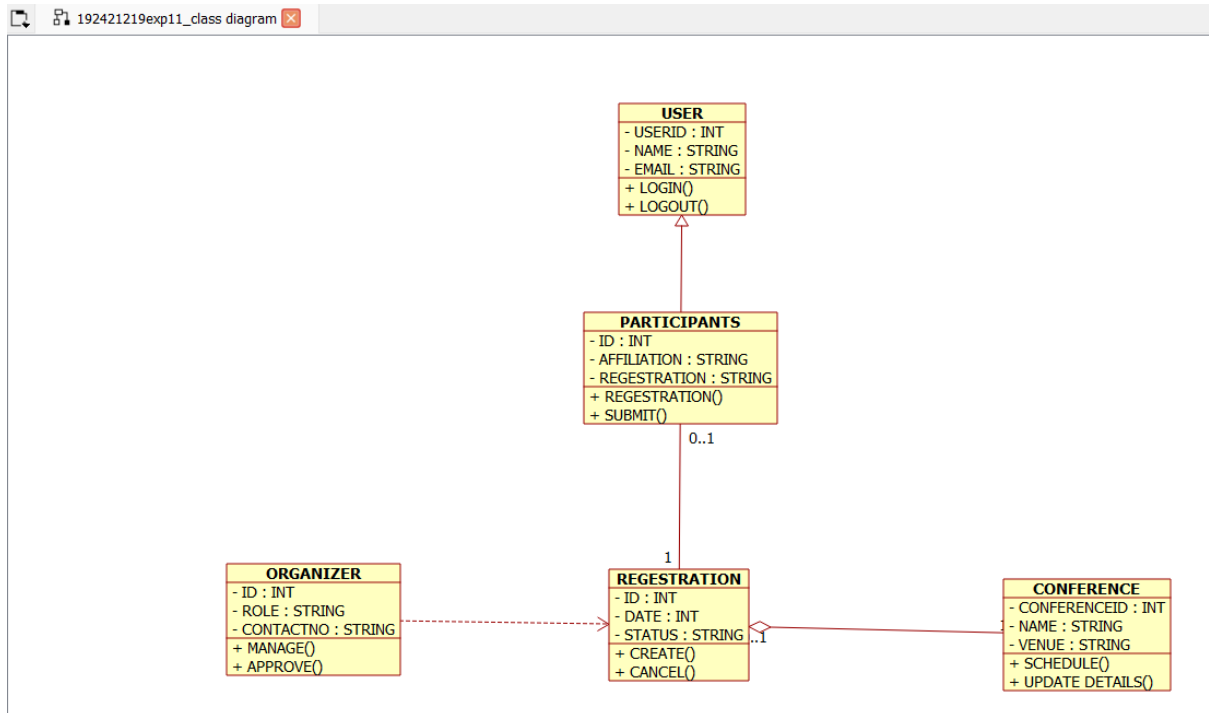 192421219exp11_class diagram
USER
- USERID : INT
- NAME : STRING
- EMAIL : STRING
+ LOGIN()
+ LOGOUT()
PARTICIPANTS
- ID : INT
- AFFILIATION : STRING
- REGESTRATION : STRING
+ REGESTRATION()
+ SUBMIT()
0..1
1
ORGANIZER
- ID : INT
- ROLE : STRING
- CONTACTNO : STRING
+ MANAGE()
+ APPROVE()
REGESTRATION
- ID : INT
- DATE : INT
- STATUS : STRING
+ CREATE()
+ CANCEL()
..1
CONFERENCE
- CONFERENCEID : INT
- NAME : STRING
- VENUE : STRING
+ SCHEDULE()
+ UPDATE DETAILS()